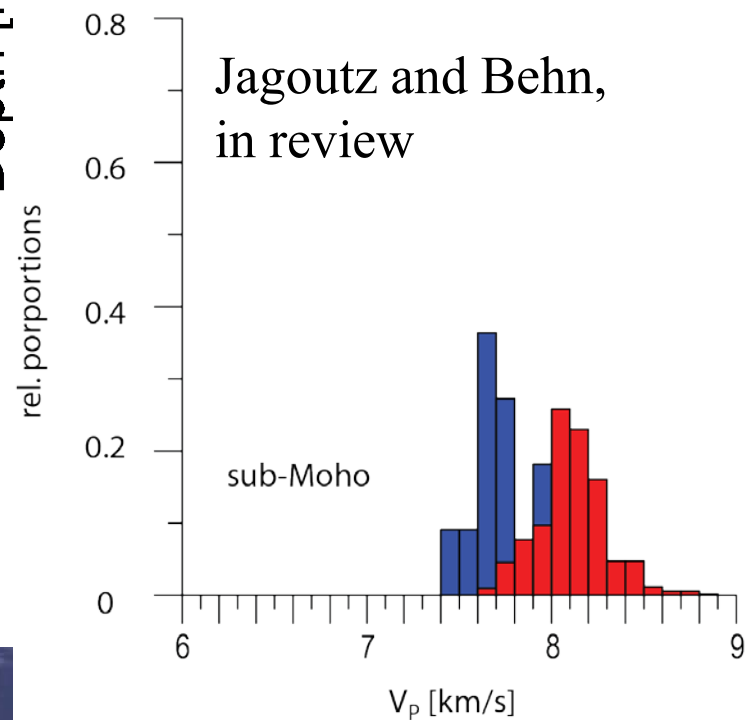 0.8
Jagoutz and Behn,
in review
0.6
rel. porportions
0.4
0.2
sub-Moho
0
6 7 8 9
VP [km/s]